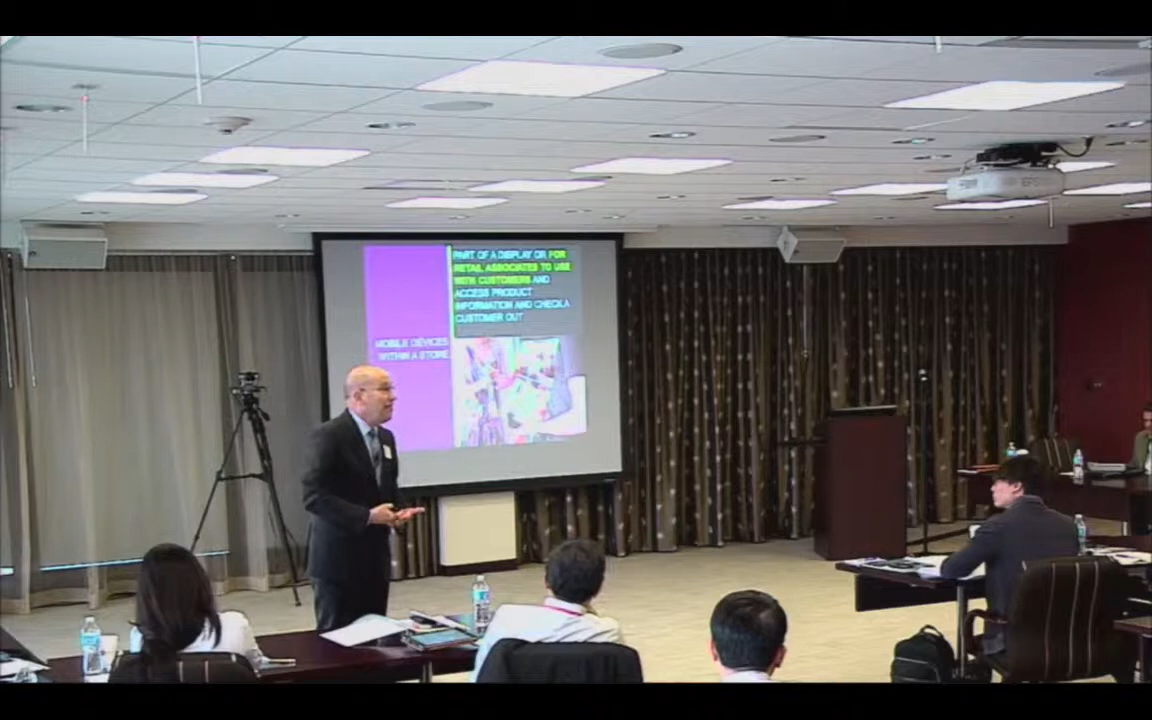 PART OF A DISPLAY OR FOR
RETAIL ASSOCIATES TO USE
WITH CUSTOMERS AND
ACCESS PRODUCT
INFORMATION AND CHECK A
CUSTOMER OUT
MOBILE DEVICES
WITHIN A STORE